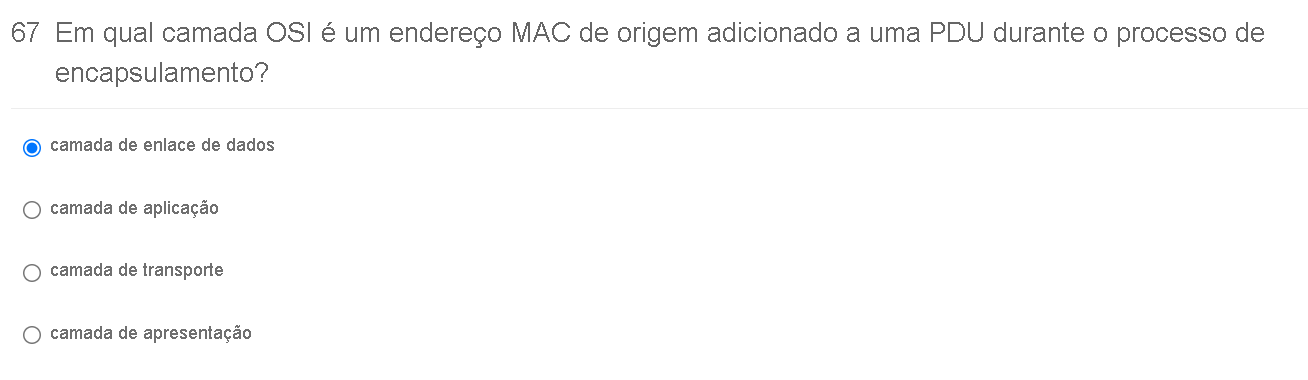 67 Em qual camada OSI é um endereço MAC de origem adicionado a uma PDU durante o processo de
encapsulamento?
camada de enlace de dados
camada de aplicação
camada de transporte
camada de apresentação